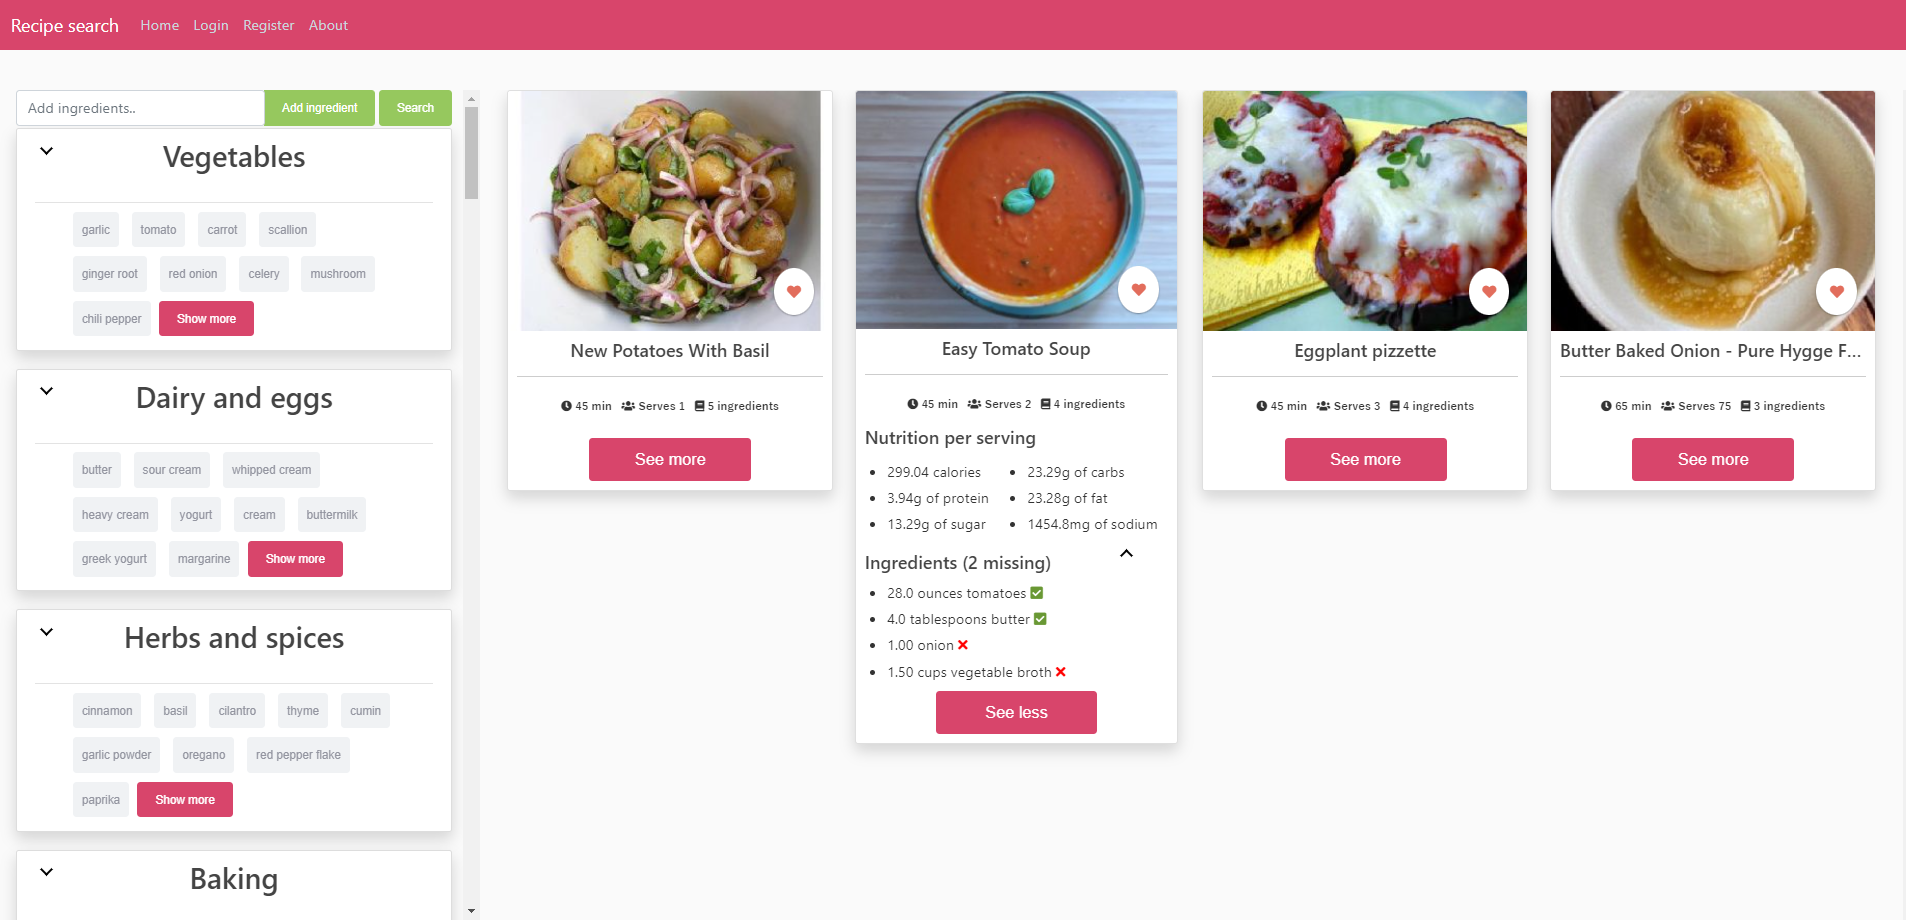 Recipe search Home Login Register About
Add ingredients.. Add ingredient Search
Vegetables
garlic tomato carrot scallion
ginger root red onion celery mushroom
chili pepper Show more
Dairy and eggs
butter sour cream whipped cream
heavy cream yogurt cream buttermilk
greek yogurt margarine Show more
Herbs and spices
cinnamon basil cilantro thyme cumin
garlic powder oregano red pepper flake
paprika Show more
Baking
New Potatoes With Basil
45 min Serves 1 5 ingredients
See more
Easy Tomato Soup
45 min Serves 2 4 ingredients
Nutrition per serving
299.04 calories 23.29g of carbs
3.94g of protein 23.28g of fat
13.29g of sugar 1454.8mg of sodium
Ingredients (2 missing)
28.0 ounces tomatoes
4.0 tablespoons butter
1.00 onion
1.50 cups vegetable broth
See less
Eggplant pizzette
45 min Serves 3 4 ingredients
See more
Butter Baked Onion - Pure Hygge F...
65 min Serves 75 3 ingredients
See more